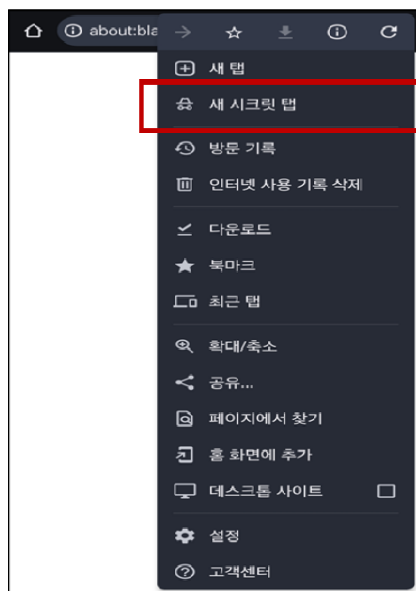 about:bla
새 탭
새 시크릿 탭
방문 기록
인터넷 사용 기록 삭제
다운로드
북마크
최근 탭
확대/축소
공유...
페이지에서 찾기
홈 화면에 추가
데스크톱 사이트
설정
고객센터